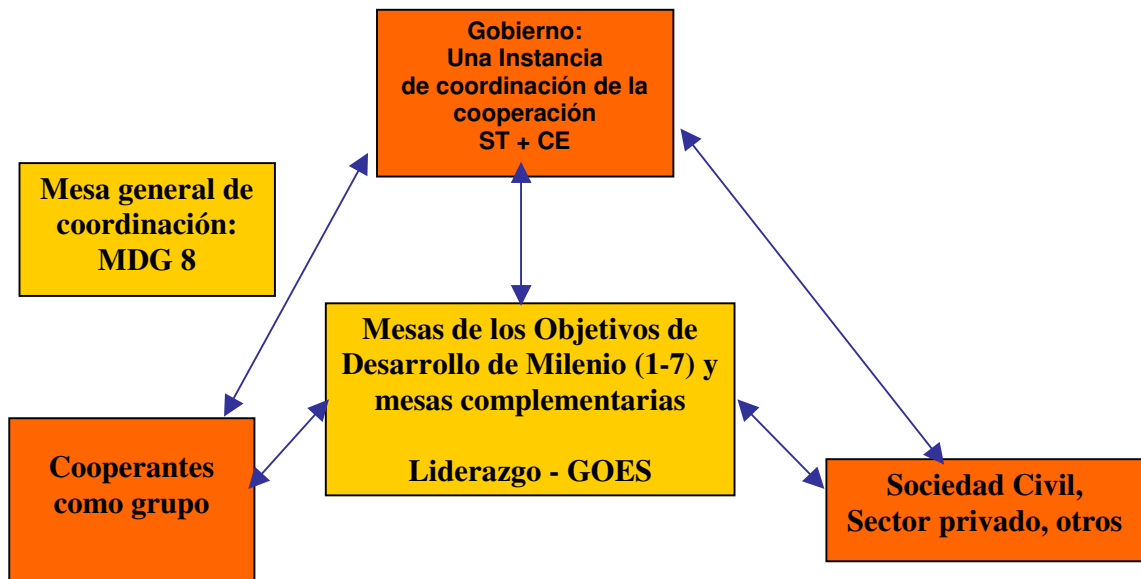 Gobierno:
Una Instancia
de coordinación de la
cooperación
ST + CE
Mesa general de
coordinación:
MDG 8
Mesas de los Objetivos de
Desarrollo de Milenio (1-7) y
mesas complementarias
Liderazgo - GOES
Cooperantes
como grupo
Sociedad Civil,
Sector privado, otros